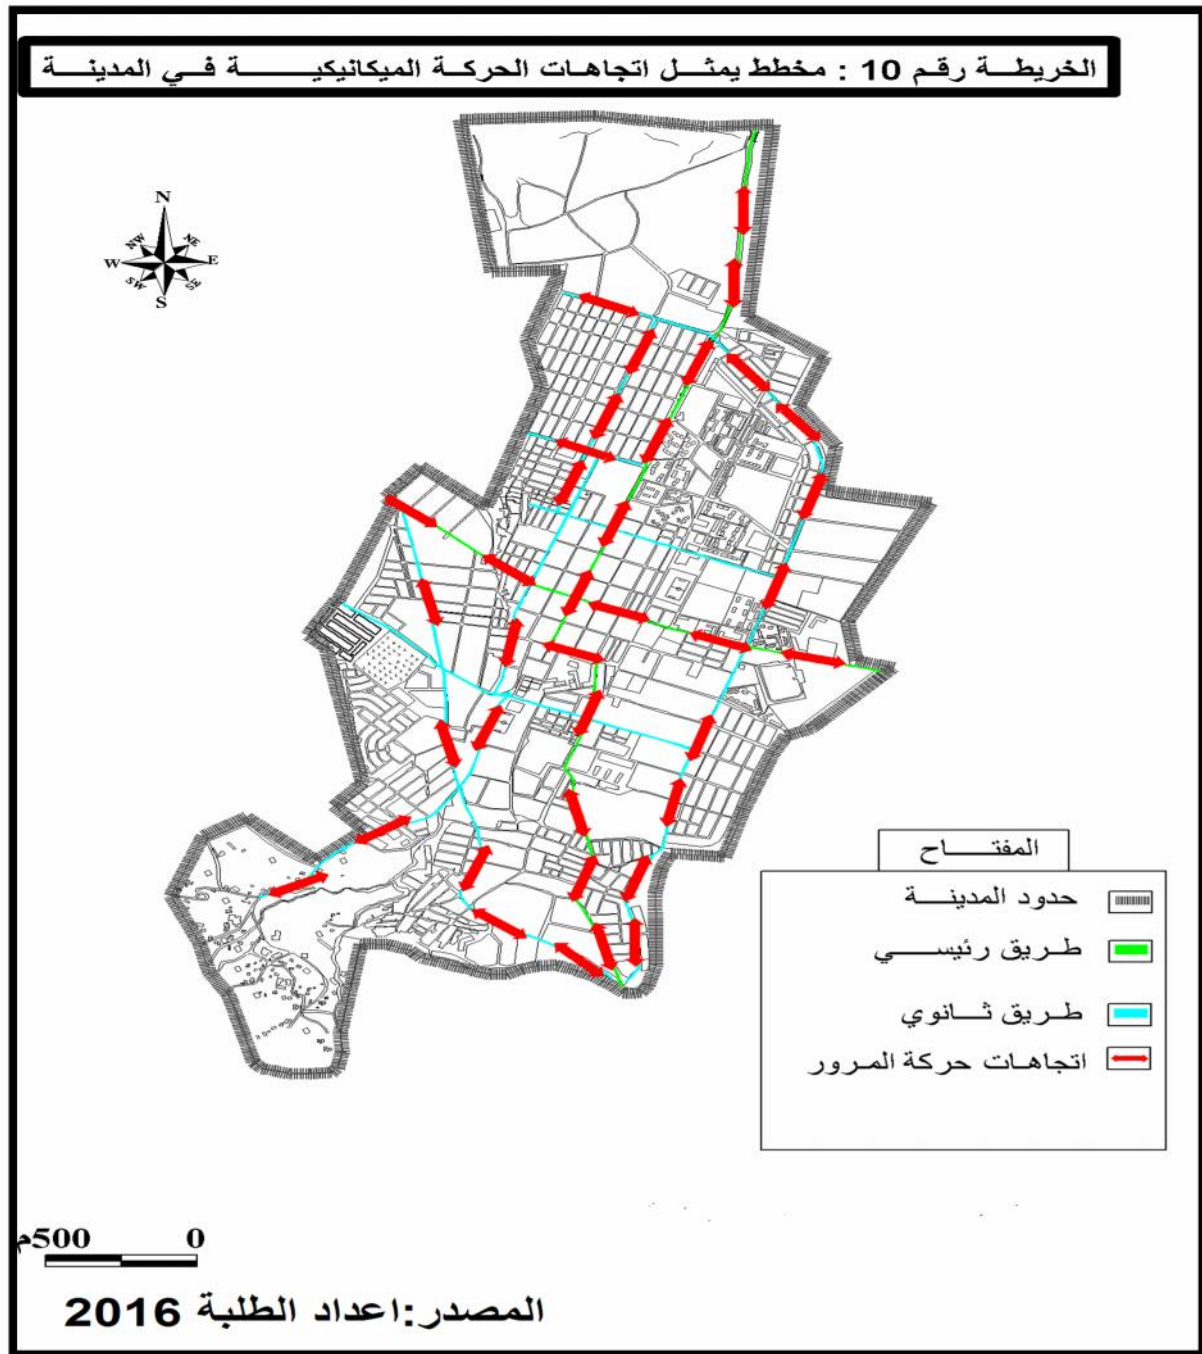 الخريطة رقم 10 : مخطط يمثل اتجاهات الحركة الميكانيكية في المدينة
N
NW NE
W E
SW SE
S
المفتاح
حدود المدينة
طريق رئيسي
طريق ثانوي
اتجاهات حركة المرور
0 500م
المصدر:اعداد الطلبة 2016